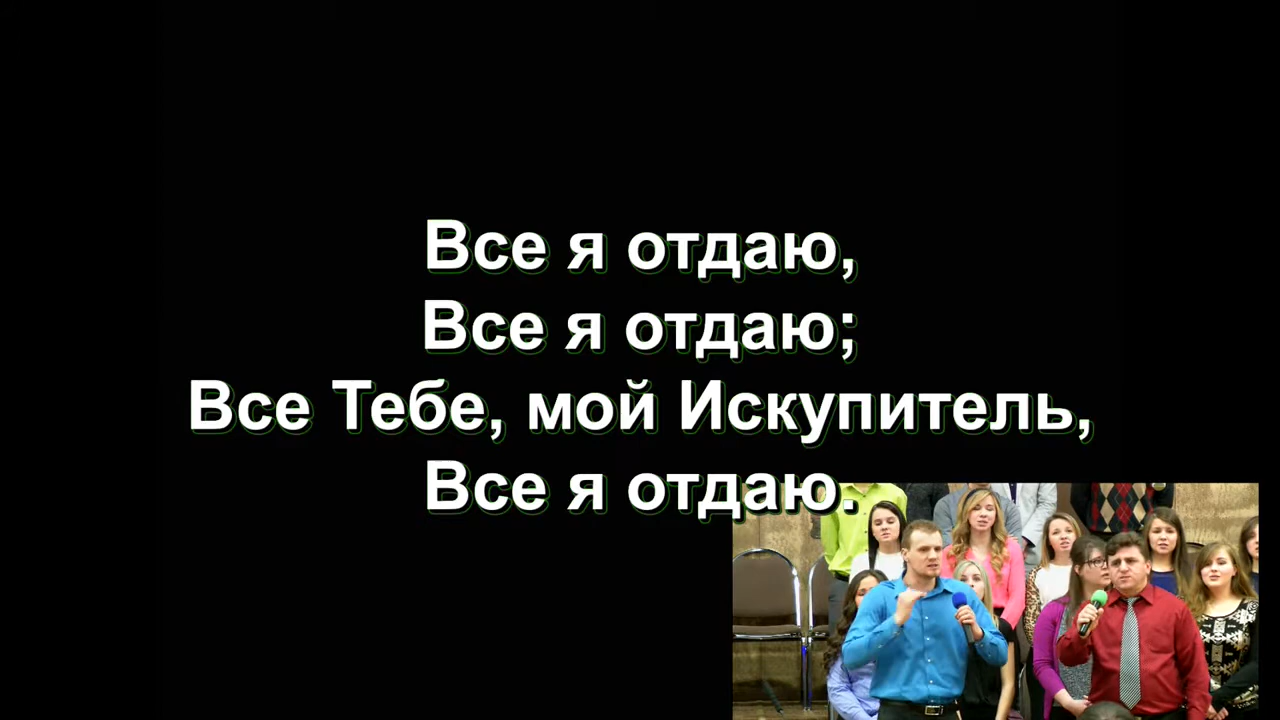 Все я отдаю,
Все я отдаю;
Все Тебе, мой Искупитель,
Все я отдаю.